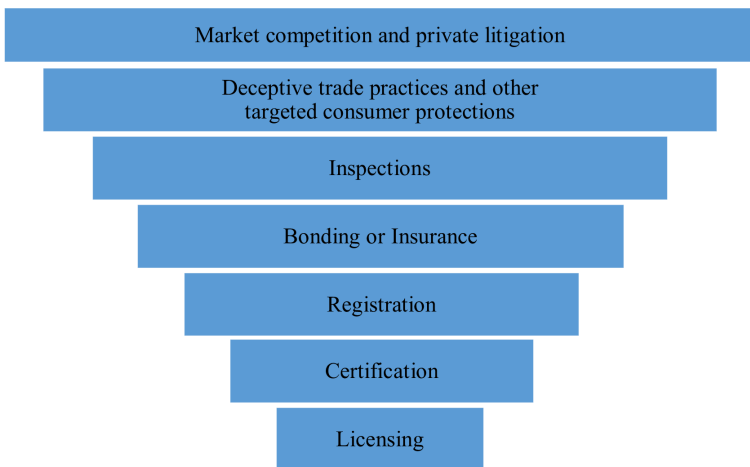 Market competition and private litigation
Deceptive trade practices and other
targeted consumer protections
Inspections
Bonding or Insurance
Registration
Certification
Licensing